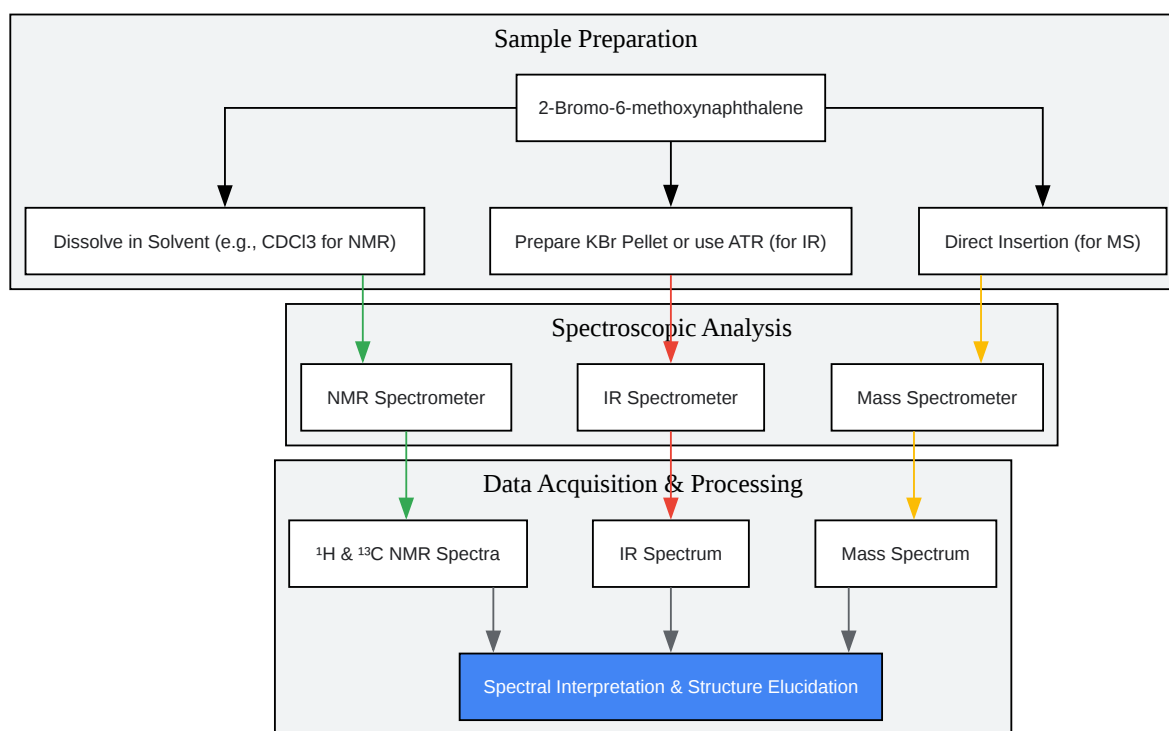 Sample Preparation
2-Bromo-6-methoxynaphthalene
Dissolve in Solvent (e.g., CDCl3 for NMR)
Prepare KBr Pellet or use ATR (for IR)
Direct Insertion (for MS)
Spectroscopic Analysis
NMR Spectrometer
IR Spectrometer
Mass Spectrometer
Data Acquisition & Processing
¹H & ¹³C NMR Spectra
IR Spectrum
Mass Spectrum
Spectral Interpretation & Structure Elucidation